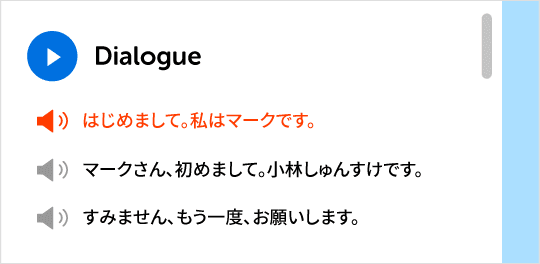 Dialogue
はじめまして。私はマークです。
マークさん、初めまして。小林しゅんすけです。
すみません、もう一度、お願いします。